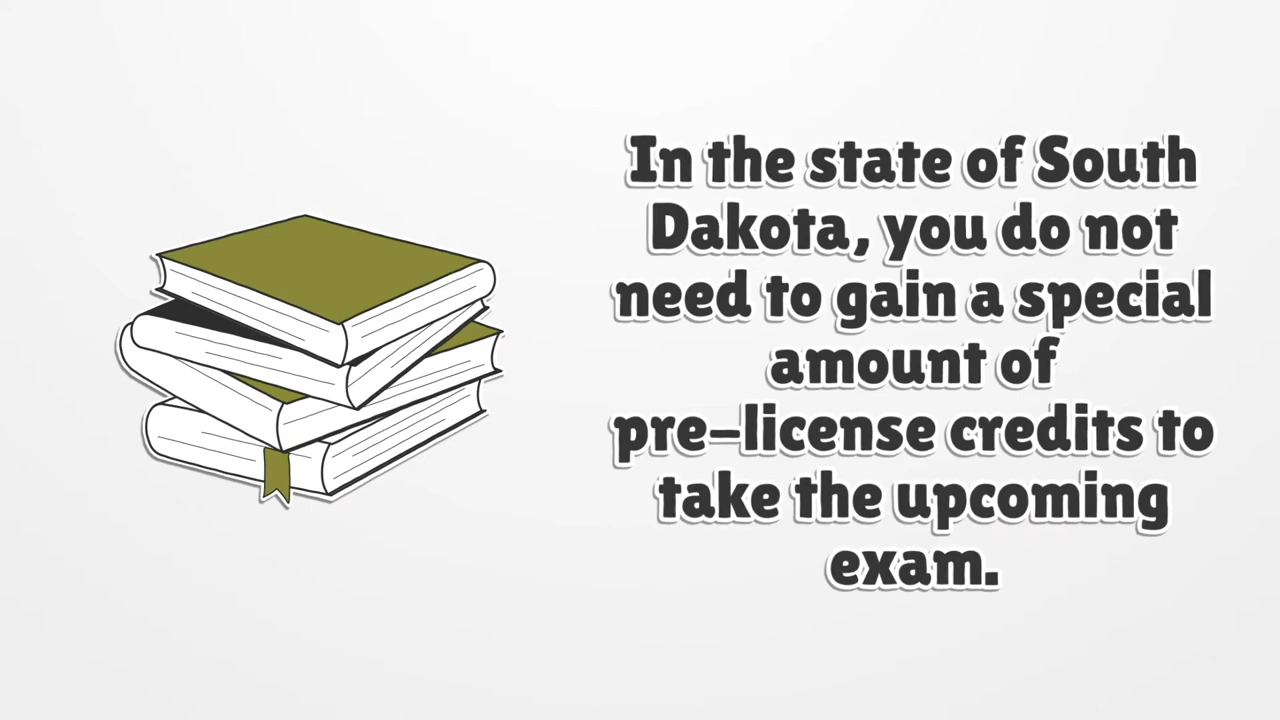 In the state of South
Dakota, you do not
need to gain a special
amount of
pre-license credits to
take the upcoming
exam.